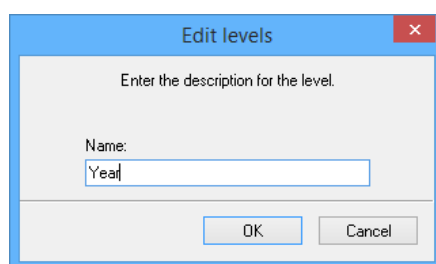 Edit levels
Enter the description for the level.
Name:
Year
OK
Cancel